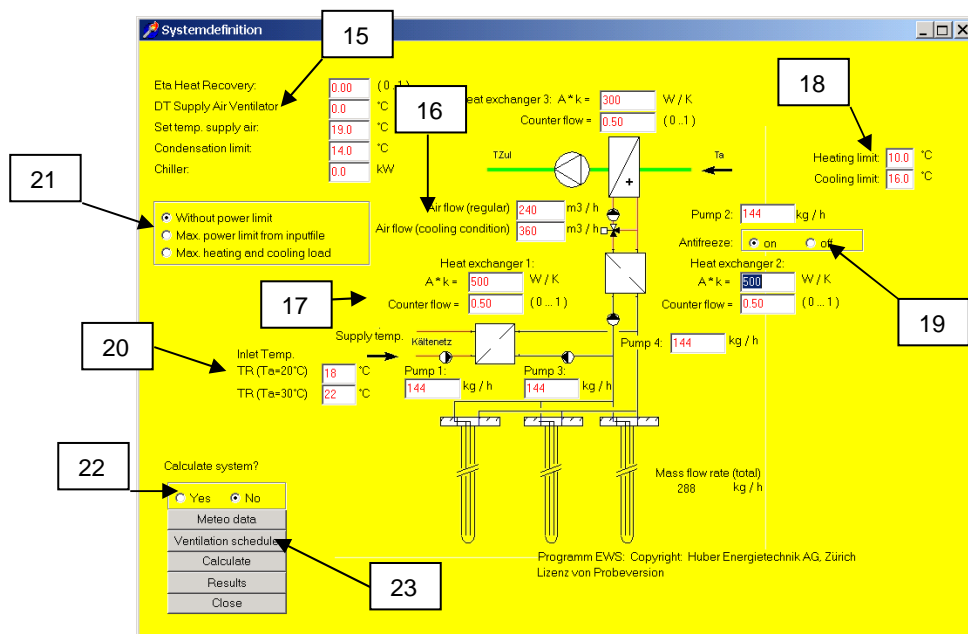 Systemdefinition
15
Eta Heat Recovery: 0.00 ( 0 ..1 )
DT Supply Air Ventilator 0.0 °C
Set temp. supply air: 19.0 °C
Condensation limit: 14.0 °C
Chiller: 0.0 kW
16
eat exchanger 3: A * k = 300 W / K
Counter flow = 0.50 ( 0 ..1 )
18
Heating limit: 10.0 °C
Cooling limit: 16.0 °C
TZul
Ta
+
21
Without power limit
Max. power limit from inputfile
Max. heating and cooling load
Air flow (regular) 240 m3 / h
Air flow (cooling condition) 360 m3 / h
Pump 2: 144 kg / h
Antifreeze: on off
17
Heat exchanger 1:
A * k = 500 W / K
Counter flow = 0.50 ( 0 ... 1 )
Heat exchanger 2:
A * k = 500 W / K
Counter flow = 0.50 ( 0 ... 1 )
19
20
Supply temp.
Kältenetz
Inlet Temp.
TR (Ta=20°C) 18 °C
TR (Ta=30°C) 22 °C
Pump 1:
144 kg / h
Pump 3:
144 kg / h
Pump 4: 144 kg / h
22
Calculate system?
Yes No
Meteo data
Ventilation schedule
Calculate
Results
Close
23
Mass flow rate (total)
288 kg / h
Programm EWS: Copyright: Huber Energietechnik AG, Zürich
Lizenz von Probeversion